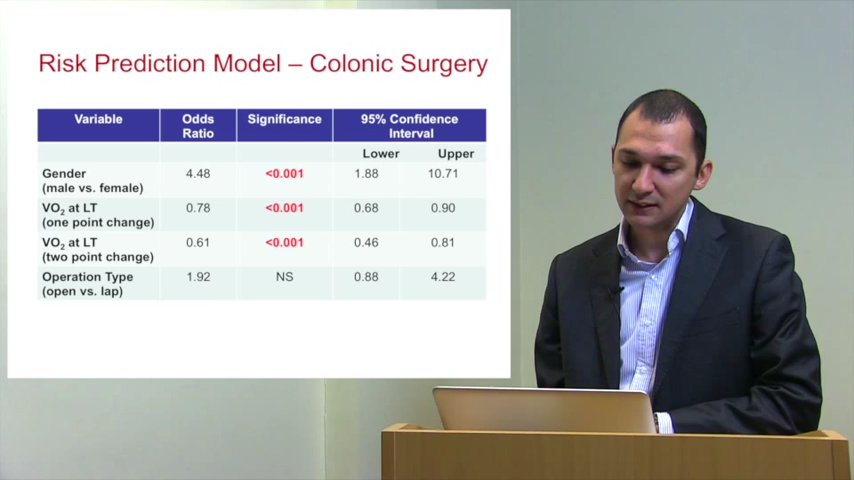 Risk Prediction Model – Colonic Surgery
Variable Odds Ratio Significance 95% Confidence Interval
Lower Upper
Gender (male vs. female) 4.48 <0.001 1.88 10.71
VO2 at LT (one point change) 0.78 <0.001 0.68 0.90
VO2 at LT (two point change) 0.61 <0.001 0.46 0.81
Operation Type (open vs. lap) 1.92 NS 0.88 4.22